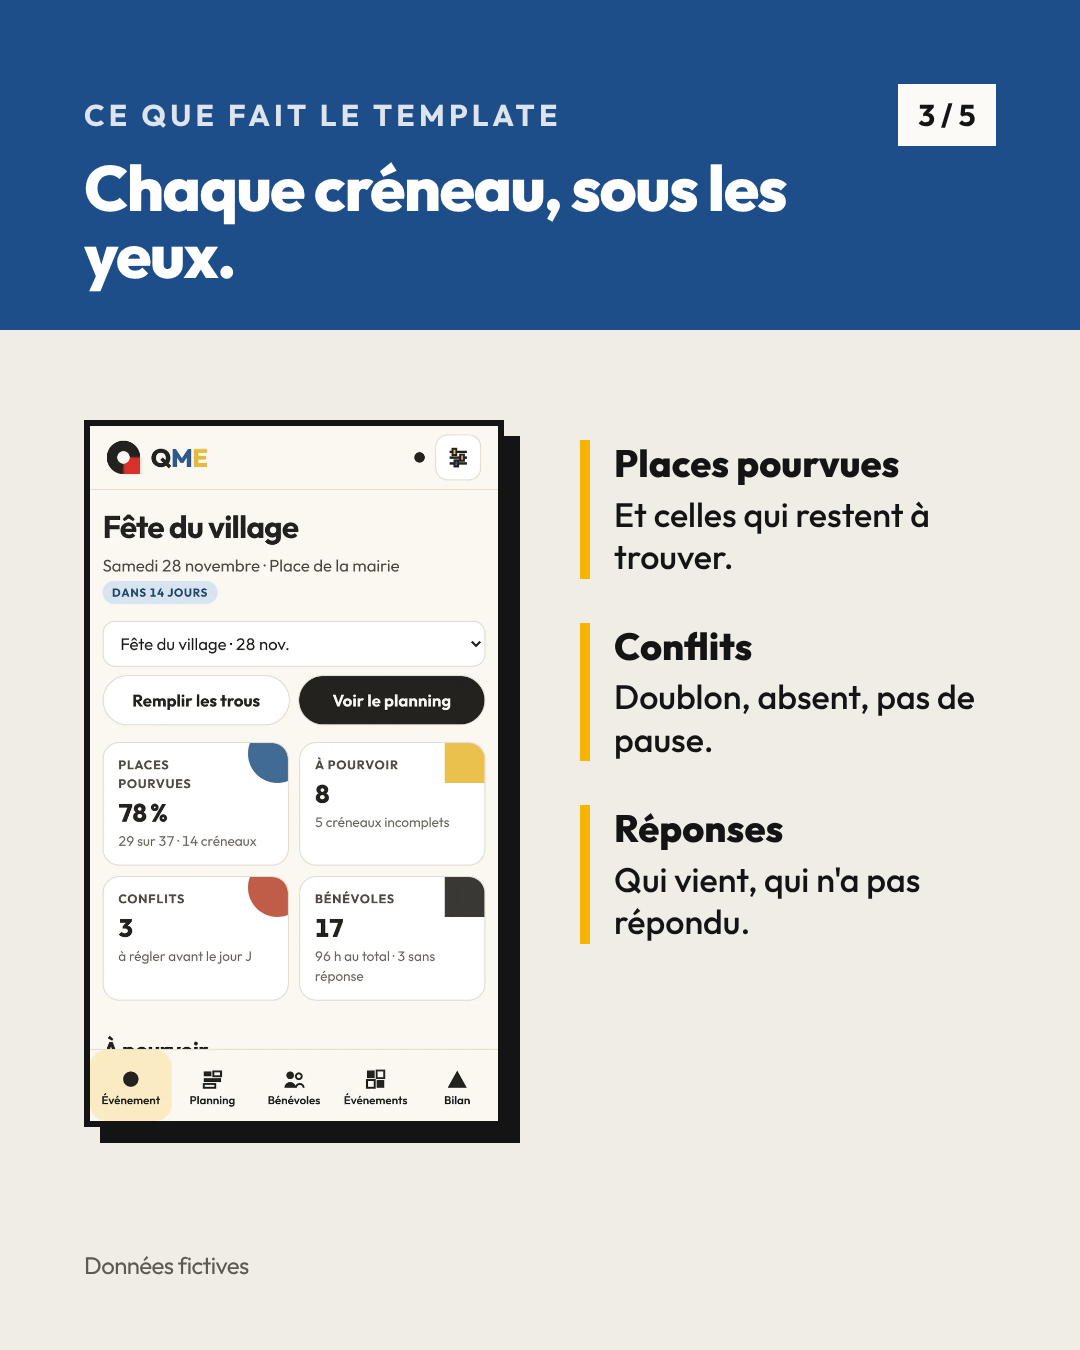 CE QUE FAIT LE TEMPLATE
3 / 5
Chaque créneau, sous les
yeux.
QME
Fête du village
Samedi 28 novembre · Place de la mairie
DANS 14 JOURS
Fête du village · 28 nov.
Remplir les trous
Voir le planning
PLACES
POURVUES
78 %
29 sur 37 · 14 créneaux
À POURVOIR
8
5 créneaux incomplets
CONFLITS
3
à régler avant le jour J
BÉNÉVOLES
17
96 h au total · 3 sans
réponse
À pourvoir
Événement
Planning
Bénévoles
Événements
Bilan
Places pourvues
Et celles qui restent à
trouver.
Conflits
Doublon, absent, pas de
pause.
Réponses
Qui vient, qui n'a pas
répondu.
Données fictives